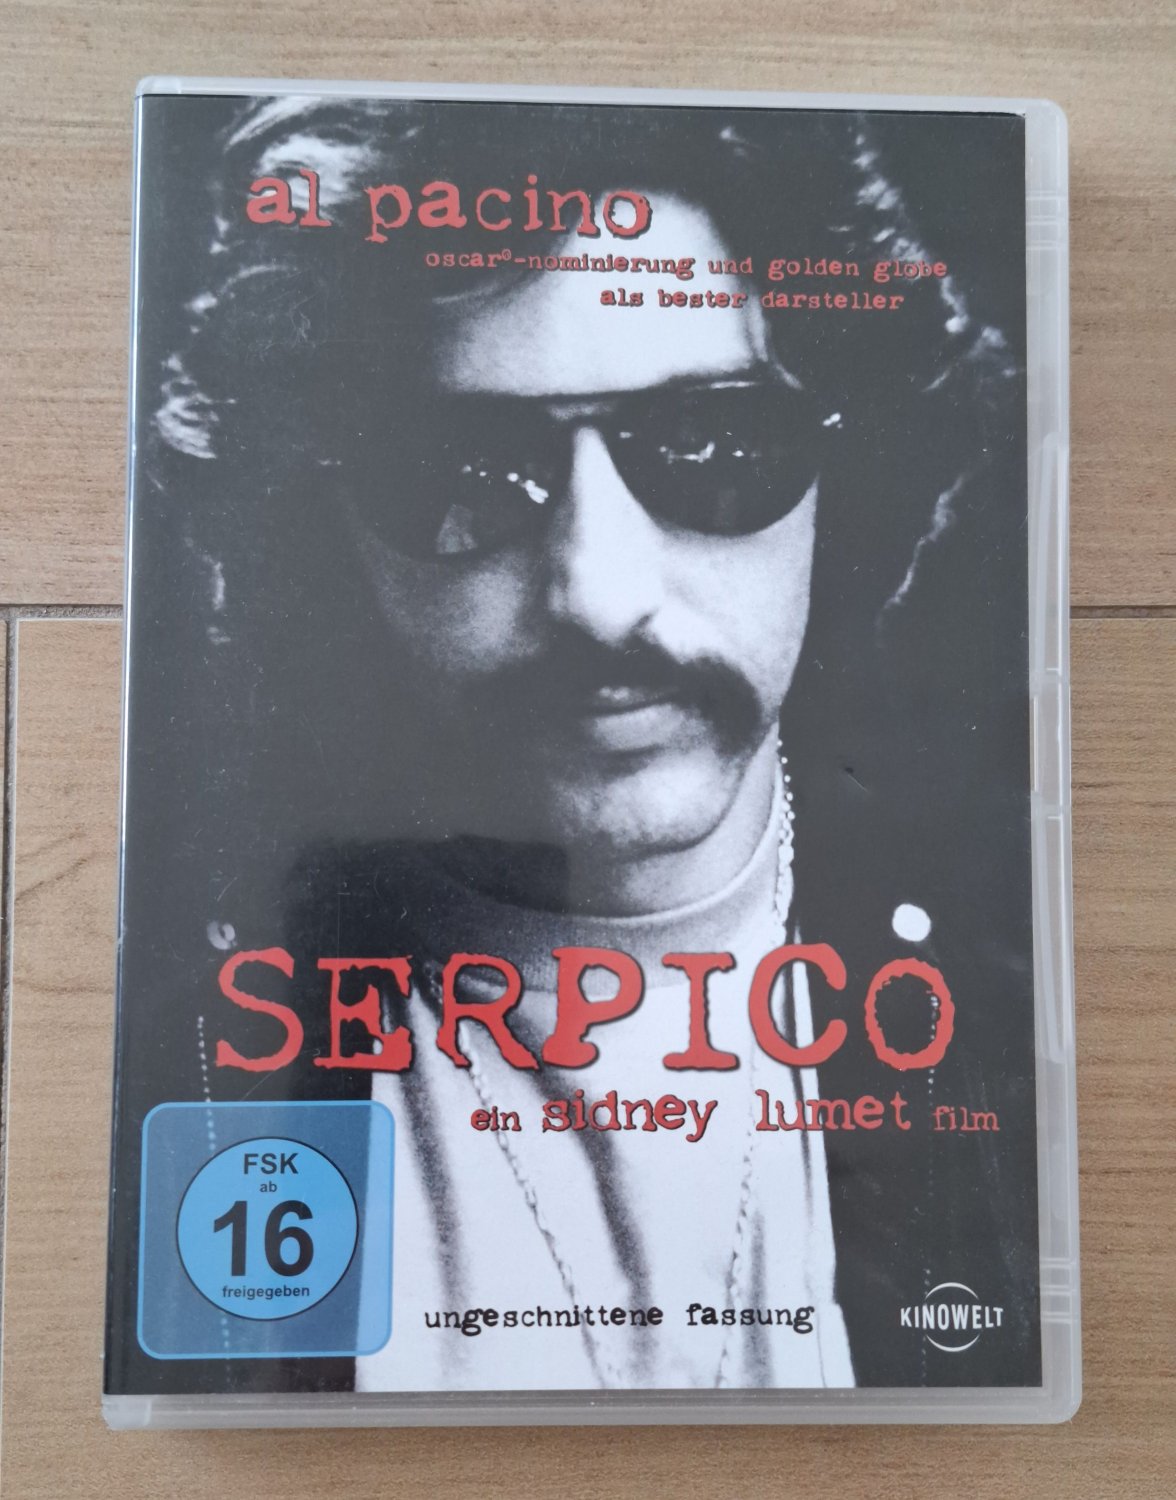 al pacino
oscar®-nominierung und golden globe
als bester darsteller
SERPICO
ein sidney lumet film
FSK
ab
16
freigegeben
ungeschnittene fassung
KINOWELT